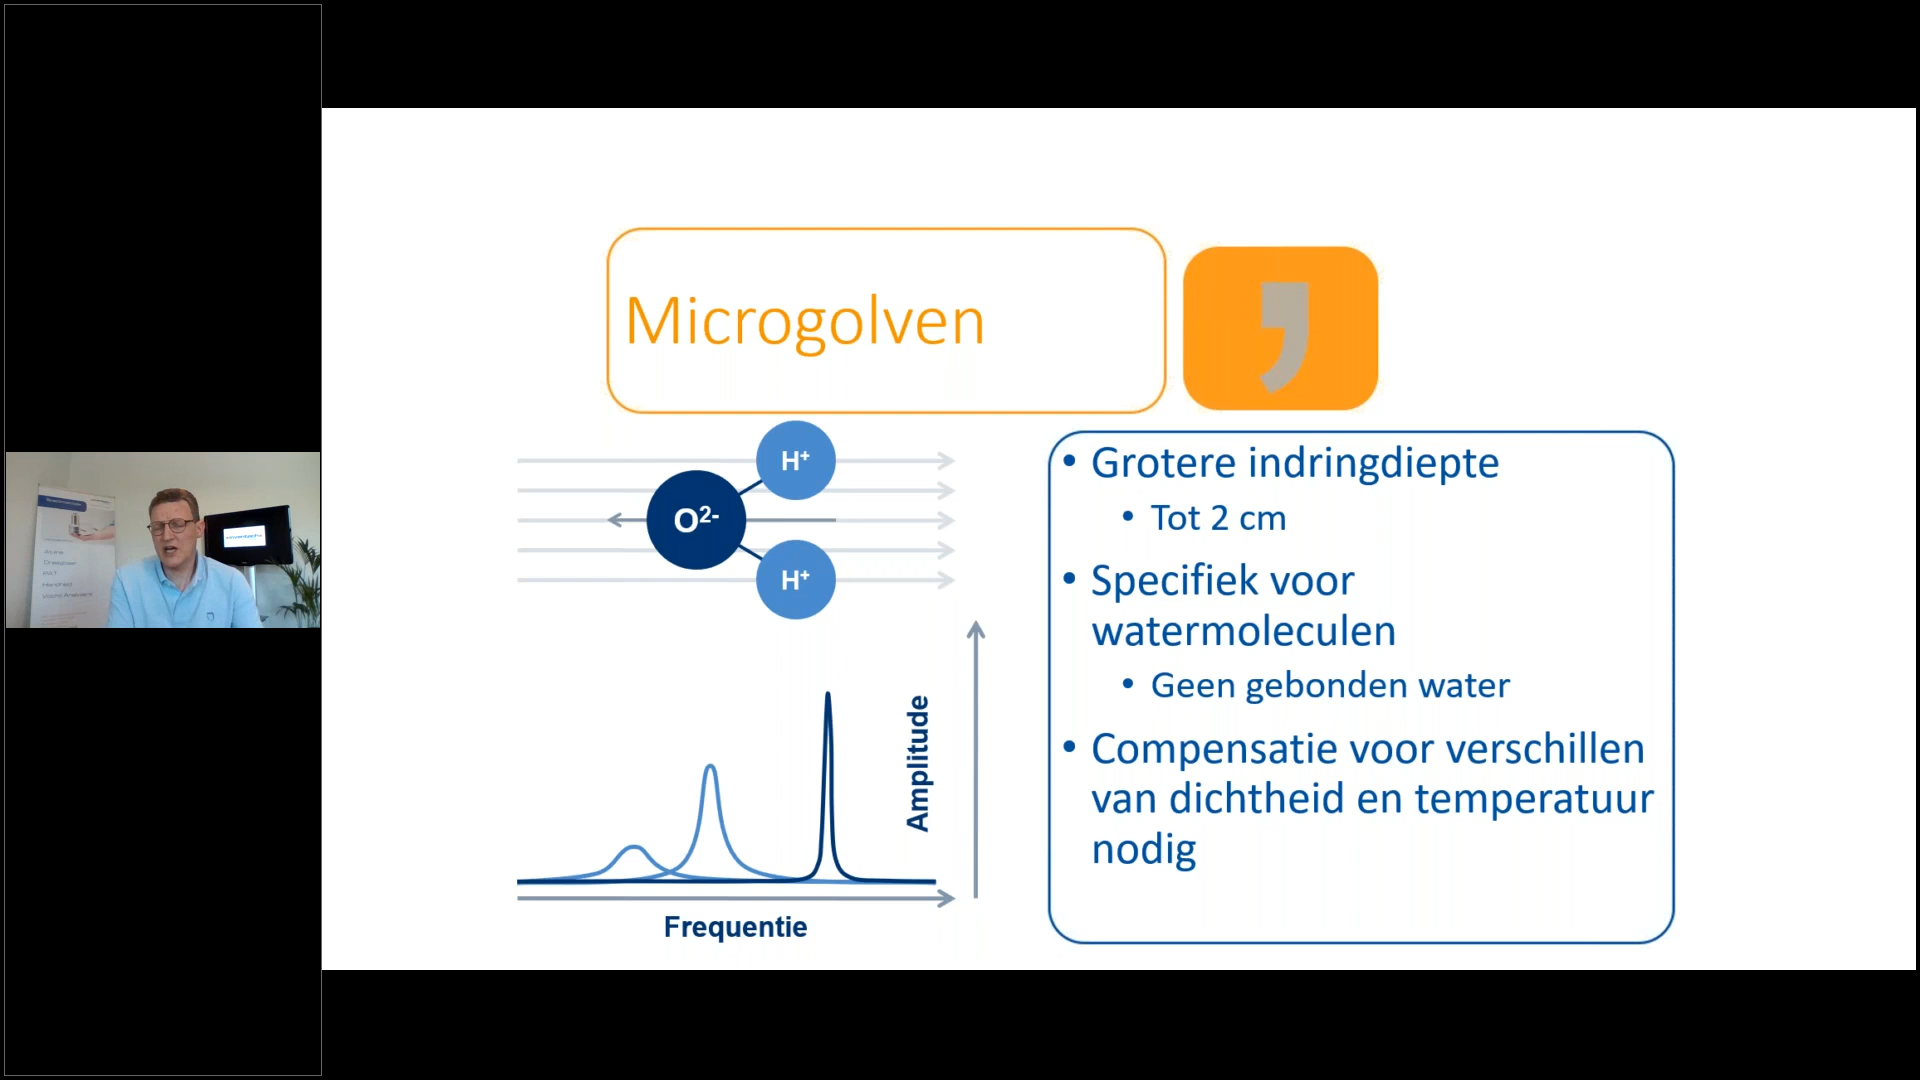 Microgolven
,
H+
O2-
H+
Amplitude
Frequentie
• Grotere indringdiepte
• Tot 2 cm
• Specifiek voor
watermoleculen
• Geen gebonden water
• Compensatie voor verschillen
van dichtheid en temperatuur
nodig